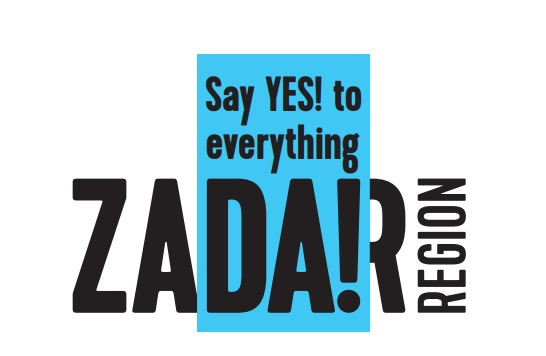 Say YES! to
everything
ZADA!R
REGION